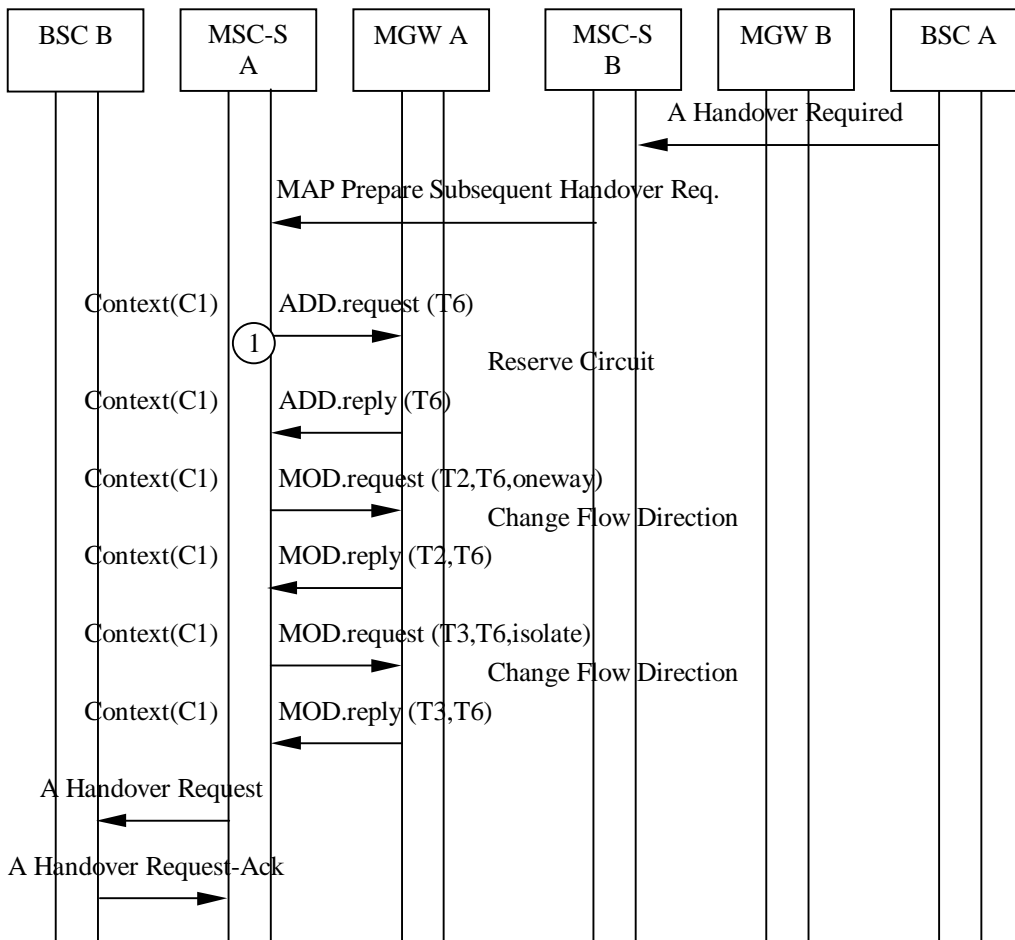 BSC B
MSC-S
A
MGW A
MSC-S
B
MGW B
BSC A
A Handover Required
MAP Prepare Subsequent Handover Req.
Context(C1)
ADD.request (T6)
1
Reserve Circuit
Context(C1)
ADD.reply (T6)
Context(C1)
MOD.request (T2,T6,oneway)
Change Flow Direction
Context(C1)
MOD.reply (T2,T6)
Context(C1)
MOD.request (T3,T6,isolate)
Change Flow Direction
Context(C1)
MOD.reply (T3,T6)
A Handover Request
A Handover Request-Ack